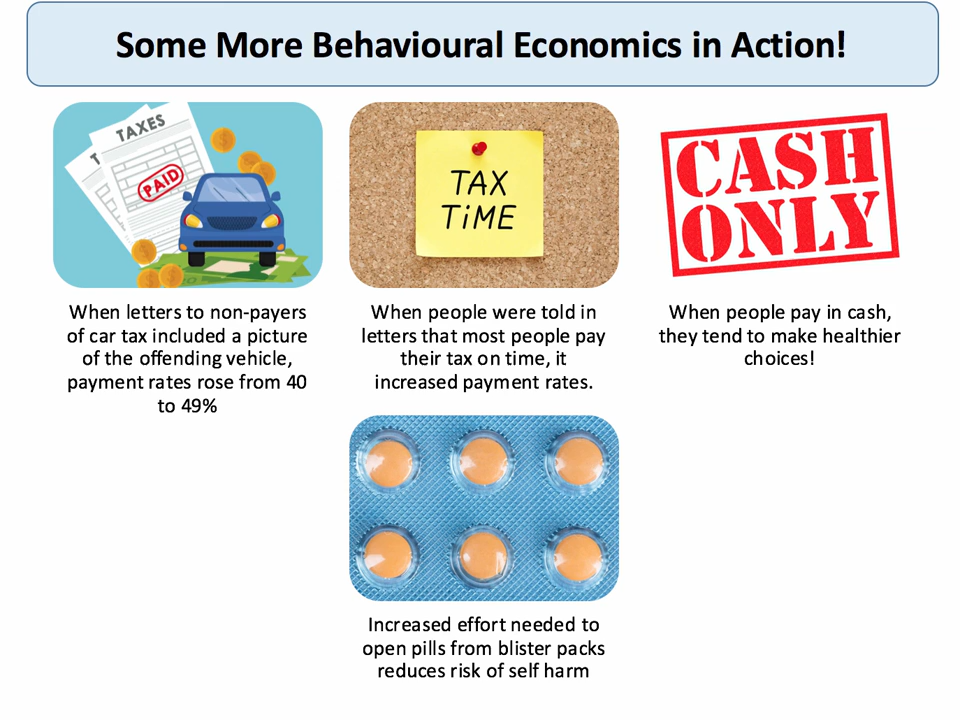 Some More Behavioural Economics in Action!
TAXES
T
PAID
TAX
TiME
CASH
ONLY
When letters to non-payers
of car tax included a picture
of the offending vehicle,
payment rates rose from 40
to 49%
When people were told in
letters that most people pay
their tax on time, it
increased payment rates.
When people pay in cash,
they tend to make healthier
choices!
Increased effort needed to
open pills from blister packs
reduces risk of self harm